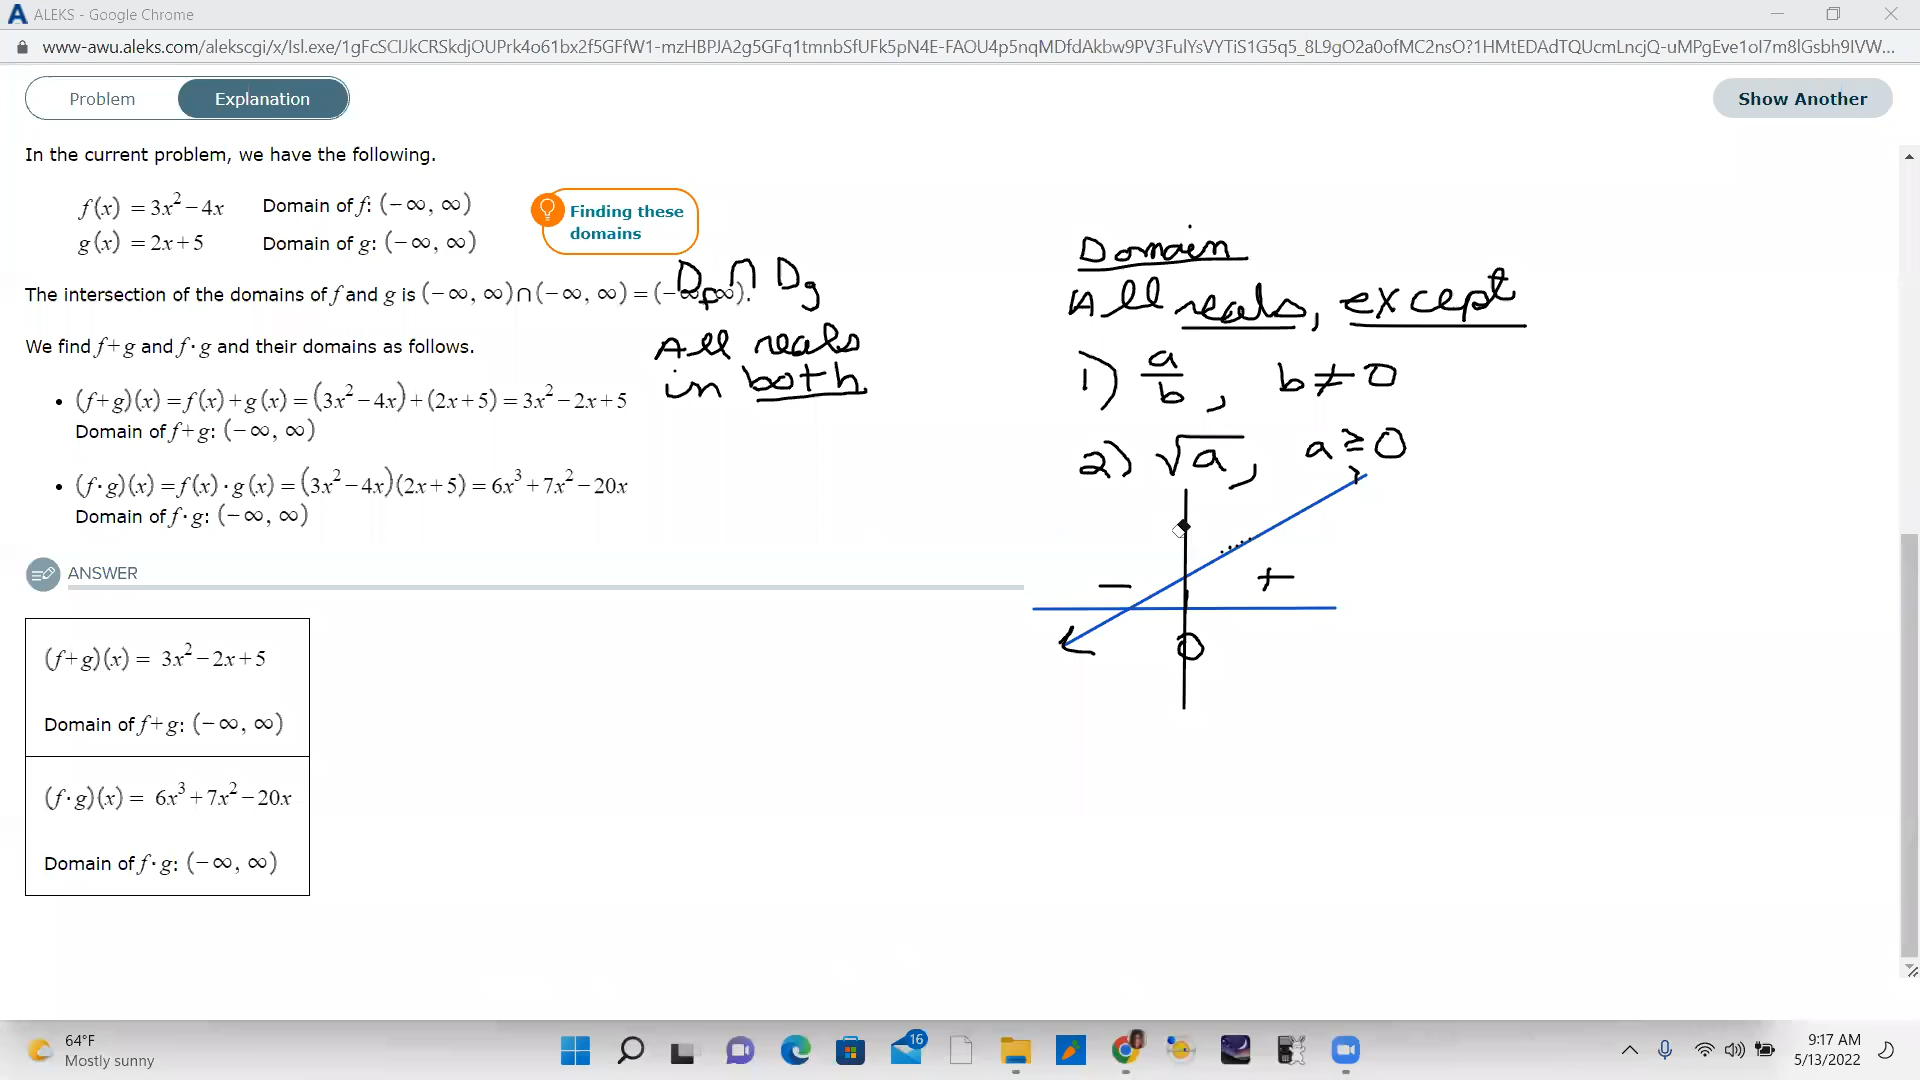 ALEKS - Google Chrome
www-awu.aleks.com/alekscgi/x/Isl.exe/1gFcSCIJkCRSkdjOUPrk4o61bx2f5GFfW1-mzHBPJA2g5GFq1tmnbSfUFk5pN4E-FAOU4p5nqMDfdAkbw9PV3FulYsVYTiS1G5q5_8L9gO2a0ofMC2nsO?1HMtEDAdTQUcmLncjQ-uMPgEve1oI7m8lGsbh9IVW...
Problem Explanation Show Another
In the current problem, we have the following.
f(x) = 3x² − 4x Domain of f: (−∞, ∞)
g(x) = 2x + 5 Domain of g: (−∞, ∞)
Finding these
domains
Domain
D_f ∩ D_g
The intersection of the domains of f and g is (−∞, ∞)∩(−∞, ∞) = (−∞, ∞).
All reals, except
All reals
in both
We find f+g and f·g and their domains as follows.
1) a/b, b ≠ 0
• (f+g)(x) = f(x)+g(x) = (3x²−4x)+(2x+5) = 3x²−2x+5
Domain of f+g: (−∞, ∞)
2) √a, a ≥ 0
• (f·g)(x) = f(x)·g(x) = (3x²−4x)(2x+5) = 6x³+7x²−20x
Domain of f·g: (−∞, ∞)
− +
0
ANSWER
(f+g)(x) = 3x²−2x+5
Domain of f+g: (−∞, ∞)
(f·g)(x) = 6x³+7x²−20x
Domain of f·g: (−∞, ∞)
64°F
Mostly sunny
16
9:17 AM
5/13/2022